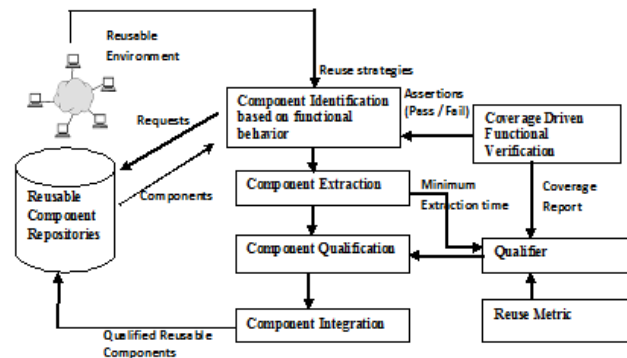 Reusable
Environment
Reuse strategies
Component Identification
based on functional
behavior
Assertions
(Pass / Fail)
Coverage Driven
Functional
Verification
Requests
Components
Reusable
Component
Repositories
Component Extraction
Minimum
Extraction time
Coverage
Report
Component Qualification
Qualifier
Component Integration
Reuse Metric
Qualified Reusable
Components